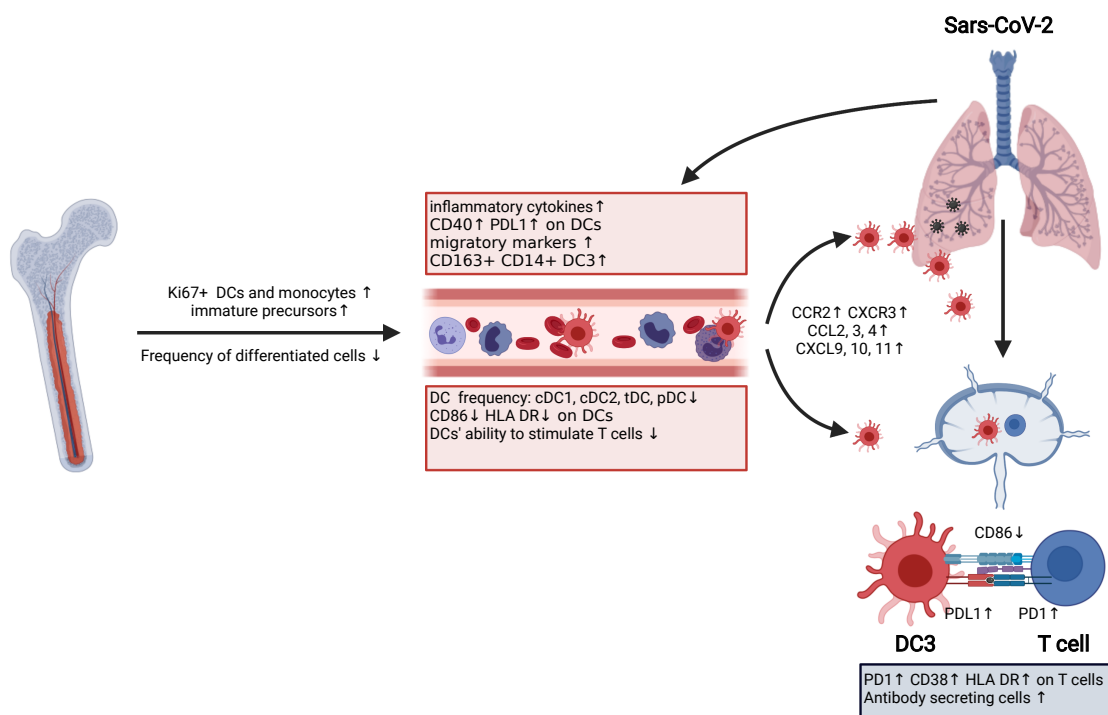 Sars-CoV-2
inflammatory cytokines↑
CD40↑ PDL1↑ on DCs
migratory markers ↑
CD163+ CD14+ DC3↑
Ki67+ DCs and monocytes ↑
immature precursors↑
Frequency of differentiated cells ↓
CCR2↑ CXCR3↑
CCL2, 3, 4↑
CXCL9, 10, 11↑
DC frequency: cDC1, cDC2, tDC, pDC↓
CD86↓ HLA DR↓ on DCs
DCs' ability to stimulate T cells ↓
CD86↓
PDL1↑ PD1↑
DC3 T cell
PD1↑ CD38↑ HLA DR↑ on T cells
Antibody secreting cells ↑